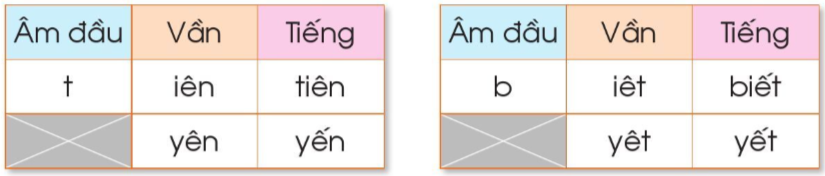 Âm đầu Vần Tiếng
t iên tiên
yên yến
Âm đầu Vần Tiếng
b iêt biết
yêt yết